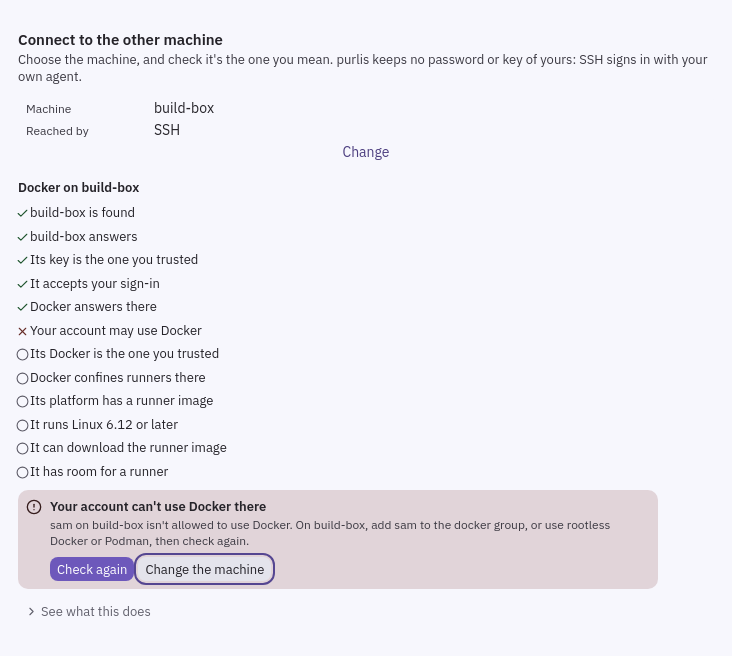 Connect to the other machine
Choose the machine, and check it's the one you mean. purlis keeps no password or key of yours: SSH signs in with your
own agent.
Machine build-box
Reached by SSH
Change
Docker on build-box
build-box is found
build-box answers
Its key is the one you trusted
It accepts your sign-in
Docker answers there
Your account may use Docker
Its Docker is the one you trusted
Docker confines runners there
Its platform has a runner image
It runs Linux 6.12 or later
It can download the runner image
It has room for a runner
Your account can't use Docker there
sam on build-box isn't allowed to use Docker. On build-box, add sam to the docker group, or use rootless
Docker or Podman, then check again.
Check again Change the machine
See what this does